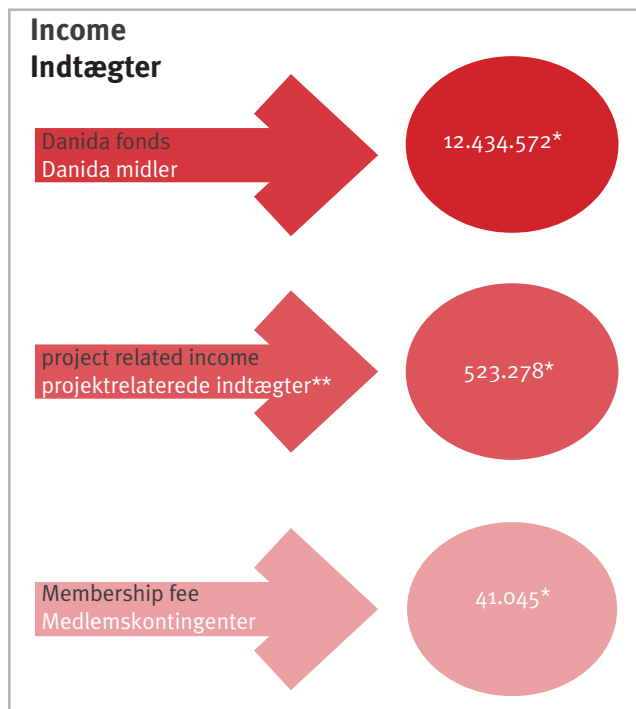 Income
Indtægter
Danida fonds
Danida midler
12.434.572*
project related income
projektrelaterede indtægter**
523.278*
Membership fee
Medlemskontingenter
41.045*